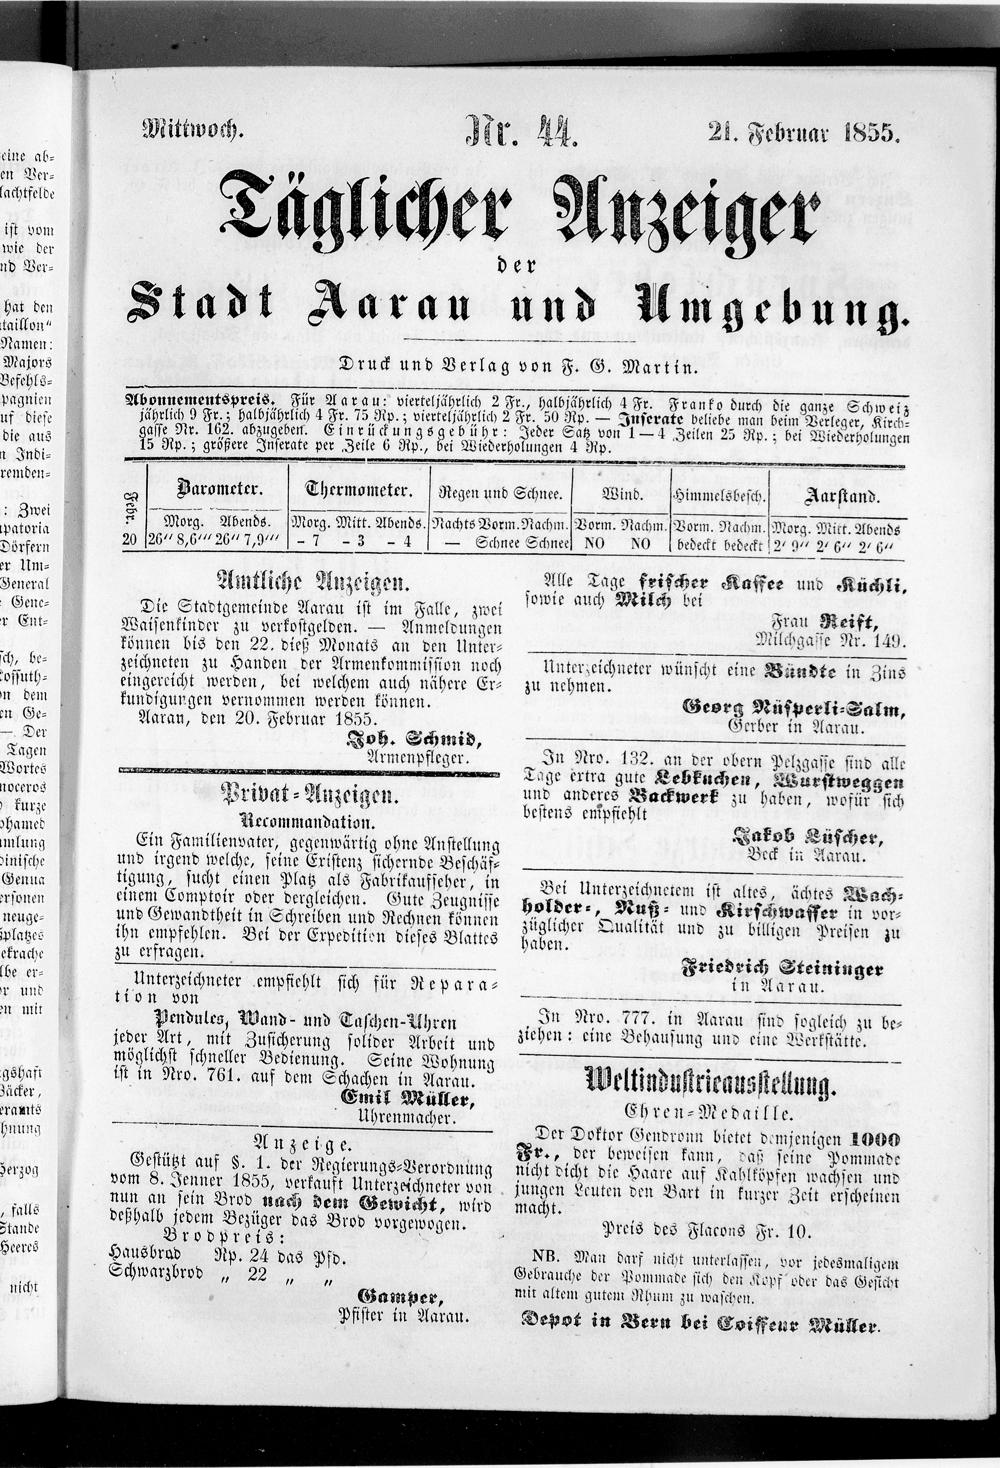 Mittwoch. Nr. 44. 21. Februar 1855.
Täglicher Anzeiger
der
Stadt Aarau und Umgebung.
Druck und Verlag von F. G. Martin.
Abonnementspreis. Für Aarau: vierteljährlich 2 Fr., halbjährlich 4 Fr. Franko durch die ganze Schweiz
jährlich 9 Fr.; halbjährlich 4 Fr. 75 Rp.; vierteljährlich 2 Fr. 50 Rp. — Inserate beliebe man beim Verleger, Kirch-
gasse Nr. 162. abzugeben. Einrückungsgebühr: Jeder Satz von 1—4 Zeilen 25 Rp.; bei Wiederholungen
15 Rp.; größere Inserate per Zeile 6 Rp., bei Wiederholungen 4 Rp.
Febr. Barometer. Thermometer. Regen und Schnee. Wind. Himmelsbesch. Aarstand.
Morg. Abends. Morg. Mitt. Abends. Nachts Vorm. Nachm. Vorm. Nachm. Vorm. Nachm. Morg. Mitt. Abends
20 26'' 8,6''' 26'' 7,9''' – 7 – 3 – 4 — Schnee Schnee NO NO bedeckt bedeckt 2' 9'' 2' 6'' 2' 6''
Amtliche Anzeigen.
Die Stadtgemeinde Aarau ist im Falle, zwei
Waisenkinder zu verkostgelden. — Anmeldungen
können bis den 22. dieß Monats an den Unter-
zeichneten zu Handen der Armenkommission noch
eingereicht werden, bei welchem auch nähere Er-
kundigungen vernommen werden können.
Aarau, den 20. Februar 1855.
Joh. Schmid,
Armenpfleger.
Privat-Anzeigen.
Recommandation.
Ein Familienvater, gegenwärtig ohne Anstellung
und irgend welche, seine Existenz sichernde Beschäf-
tigung, sucht einen Platz als Fabrikaufseher, in
einem Comptoir oder dergleichen. Gute Zeugnisse
und Gewandtheit in Schreiben und Rechnen können
ihn empfehlen. Bei der Expedition dieses Blattes
zu erfragen.
Unterzeichneter empfiehlt sich für Repara-
tion von
Pendules, Wand- und Taschen-Uhren
jeder Art, mit Zusicherung solider Arbeit und
möglichst schneller Bedienung. Seine Wohnung
ist in Nro. 761. auf dem Schachen in Aarau.
Emil Müller,
Uhrenmacher.
Anzeige.
Gestützt auf §. 1. der Regierungs-Verordnung
vom 8. Jenner 1855, verkauft Unterzeichneter von
nun an sein Brod nach dem Gewicht, wird
deßhalb jedem Bezüger das Brod vorgewogen.
Brodpreis:
Hausbrod Rp. 24 das Pfd.
Schwarzbrod „ 22 „ „
Gamper,
Pfister in Aarau.
Alle Tage frischer Kaffee und Küchli,
sowie auch Milch bei
Frau Reift,
Milchgasse Nr. 149.
Unterzeichneter wünscht eine Bündte in Zins
zu nehmen.
Georg Nüsperli-Salm,
Gerber in Aarau.
In Nro. 132. an der obern Pelzgasse sind alle
Tage extra gute Lebkuchen, Wurstweggen
und anderes Backwerk zu haben, wofür sich
bestens empfiehlt
Jakob Lüscher,
Beck in Aarau.
Bei Unterzeichnetem ist altes, ächtes Wach-
holder-, Nuß- und Kirschwasser in vor-
züglicher Qualität und zu billigen Preisen zu
haben.
Friedrich Steininger
in Aarau.
In Nro. 777. in Aarau sind sogleich zu be-
ziehen: eine Behausung und eine Werkstätte.
Weltindustrieausstellung.
Ehren-Medaille.
Der Doktor Gendronn bietet demjenigen 1000
Fr., der beweisen kann, daß seine Pommade
nicht dicht die Haare auf Kahlköpfen wachsen und
jungen Leuten den Bart in kurzer Zeit erscheinen
macht.
Preis des Flacons Fr. 10.
NB. Man darf nicht unterlassen, vor jedesmaligem
Gebrauche der Pommade sich den Kopf oder das Gesicht
mit altem gutem Rhum zu waschen.
Depot in Bern bei Coiffeur Müller.